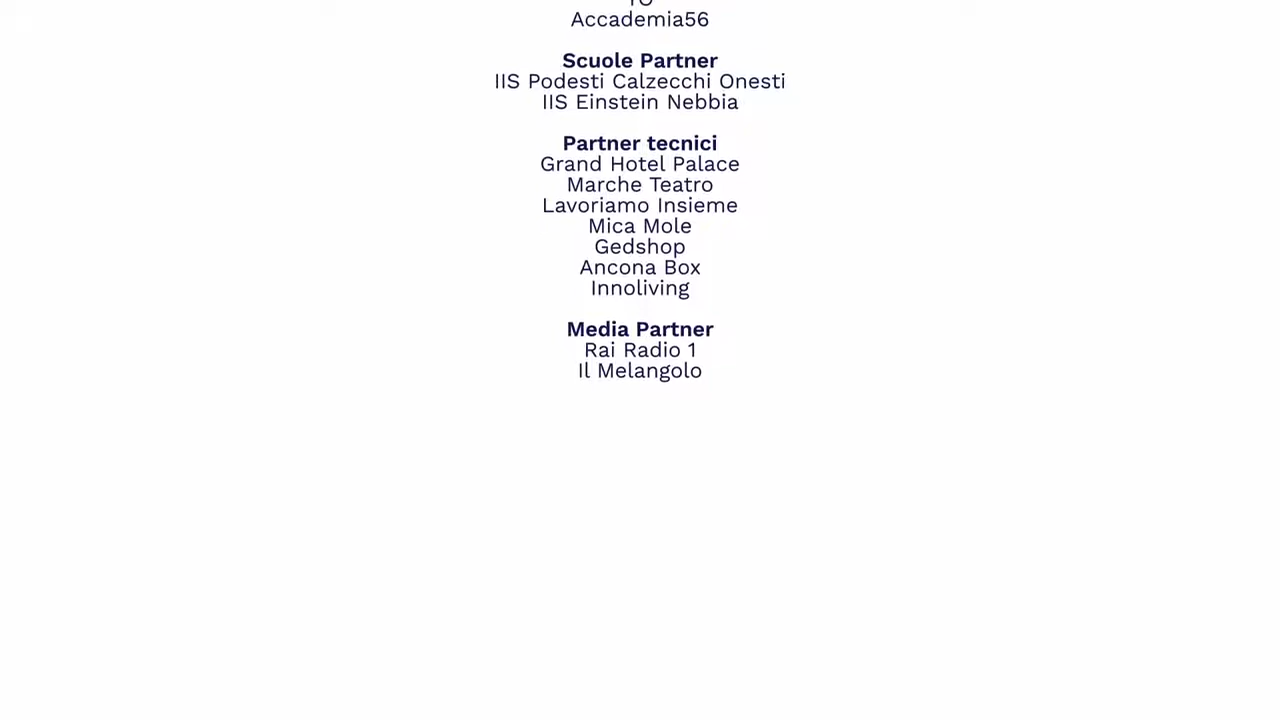 Accademia56
Scuole Partner
IIS Podesti Calzecchi Onesti
IIS Einstein Nebbia
Partner tecnici
Grand Hotel Palace
Marche Teatro
Lavoriamo Insieme
Mica Mole
Gedshop
Ancona Box
Innoliving
Media Partner
Rai Radio 1
Il Melangolo